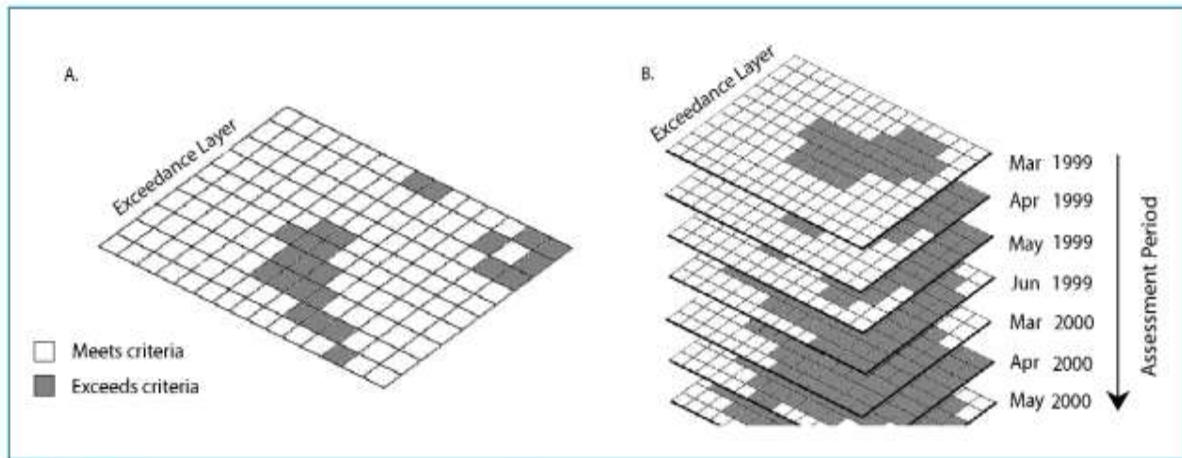 A.
Exceedance Layer
Meets criteria
Exceeds criteria
B.
Exceedance Layer
Mar 1999
Apr 1999
May 1999
Jun 1999
Mar 2000
Apr 2000
May 2000
Assessment Period